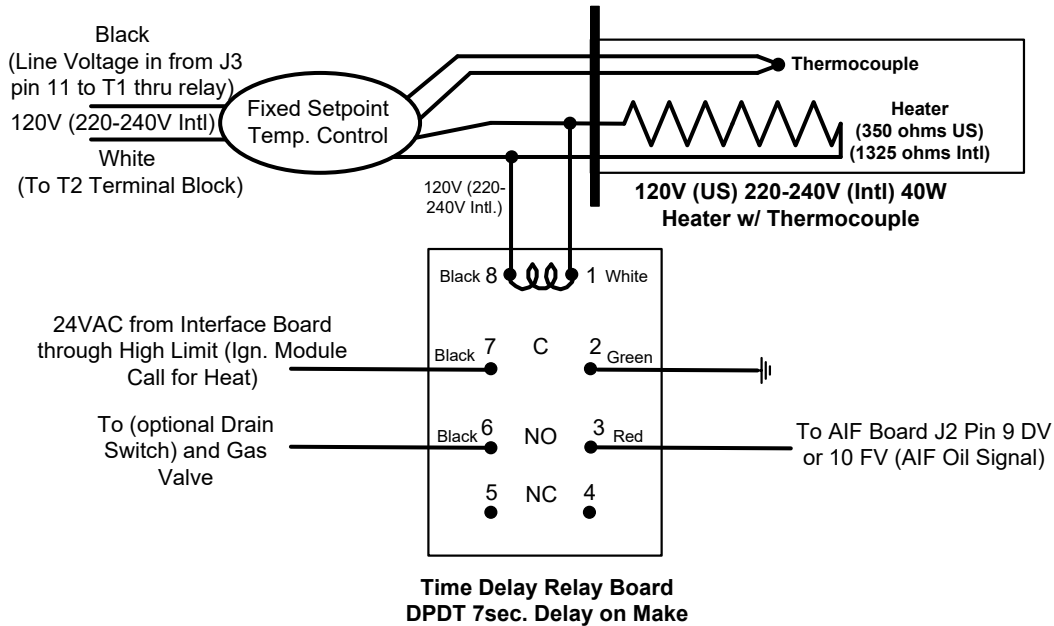 Black
(Line Voltage in from J3
pin 11 to T1 thru relay)
120V (220-240V Intl)
White
(To T2 Terminal Block)
Fixed Setpoint
Temp. Control
Thermocouple
Heater
(350 ohms US)
(1325 ohms Intl)
120V (US) 220-240V (Intl) 40W
Heater w/ Thermocouple
120V (220-
240V Intl.)
Black 8 1 White
24VAC from Interface Board
through High Limit (Ign. Module
Call for Heat)
Black 7 C 2 Green
To (optional Drain
Switch) and Gas
Valve
Black 6 NO 3 Red
To AIF Board J2 Pin 9 DV
or 10 FV (AIF Oil Signal)
5 NC 4
Time Delay Relay Board
DPDT 7sec. Delay on Make